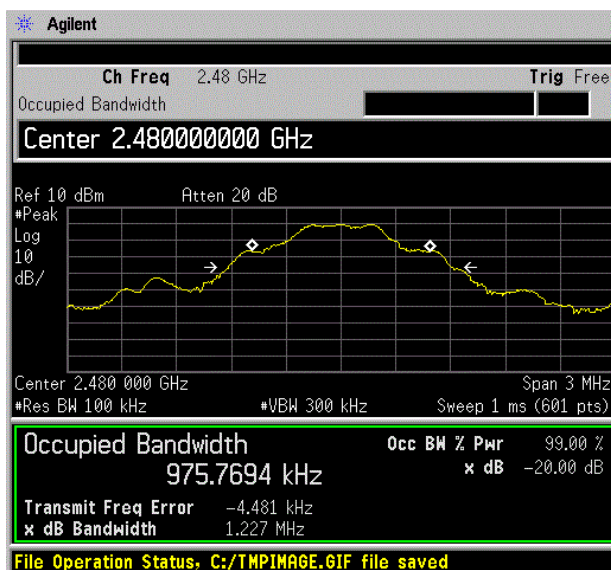 Agilent
Ch Freq 2.48 GHz Trig Free
Occupied Bandwidth
Center 2.480000000 GHz
Ref 10 dBm Atten 20 dB
#Peak
Log
10
dB/
Center 2.480 000 GHz Span 3 MHz
#Res BW 100 kHz #VBW 300 kHz Sweep 1 ms (601 pts)
Occupied Bandwidth Occ BW % Pwr 99.00 %
975.7694 kHz x dB -20.00 dB
Transmit Freq Error -4.481 kHz
x dB Bandwidth 1.227 MHz
File Operation Status, C:/TMPIMAGE.GIF file saved